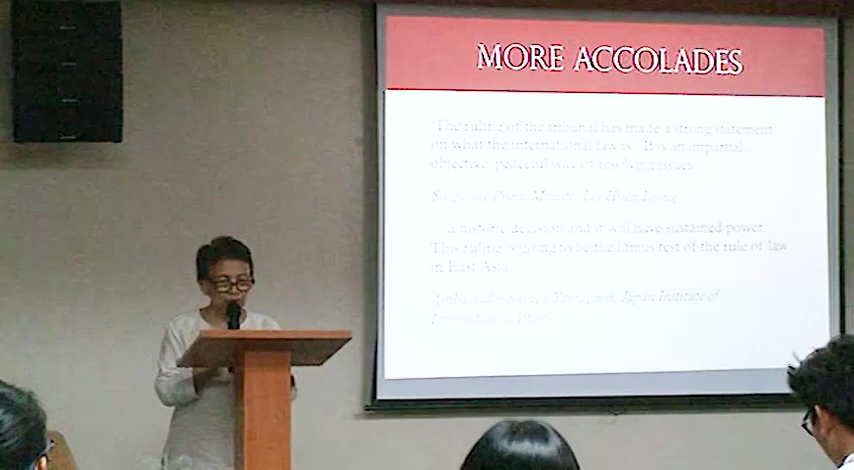 MORE ACCOLADES
The ruling of the tribunal has made a strong statement
on what the international law is. It is an impartial,
objective, peaceful way of resolving issues
Singapore Prime Minister Lee Hsien Loong
a historic decision and it will have sustained power.
This ruling is going to be the litmus test of the rule of law
in East Asia.
Ambassador Japan Institute of
International Affairs